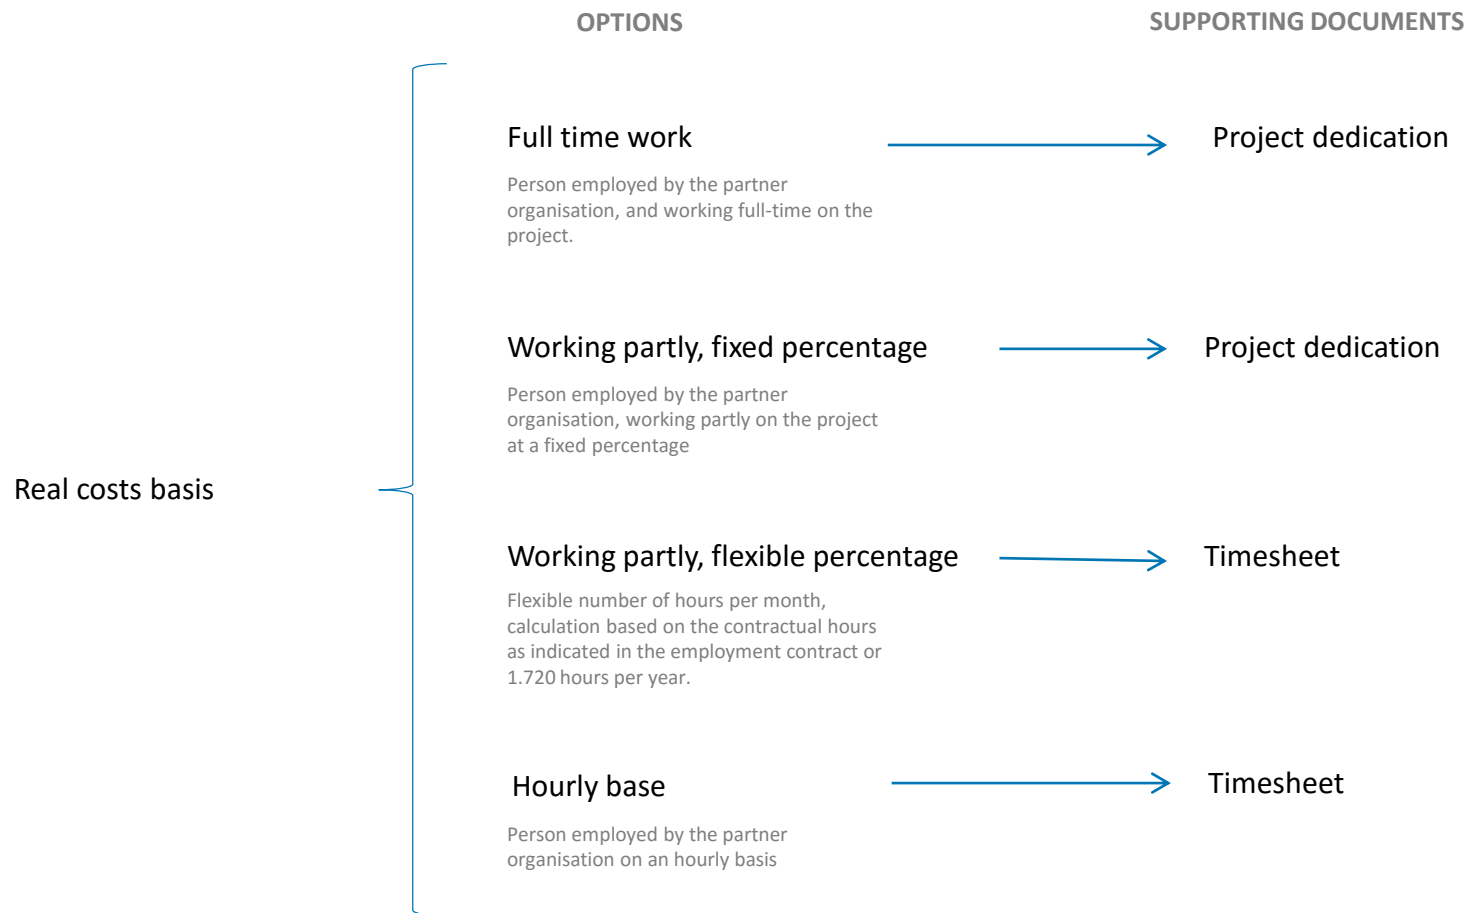 OPTIONS
SUPPORTING DOCUMENTS
Full time work
Project dedication
Person employed by the partner
organisation, and working full-time on the
project.
Working partly, fixed percentage
Project dedication
Person employed by the partner
organisation, working partly on the project
at a fixed percentage
Real costs basis
Working partly, flexible percentage
Timesheet
Flexible number of hours per month,
calculation based on the contractual hours
as indicated in the employment contract or
1.720 hours per year.
Hourly base
Timesheet
Person employed by the partner
organisation on an hourly basis